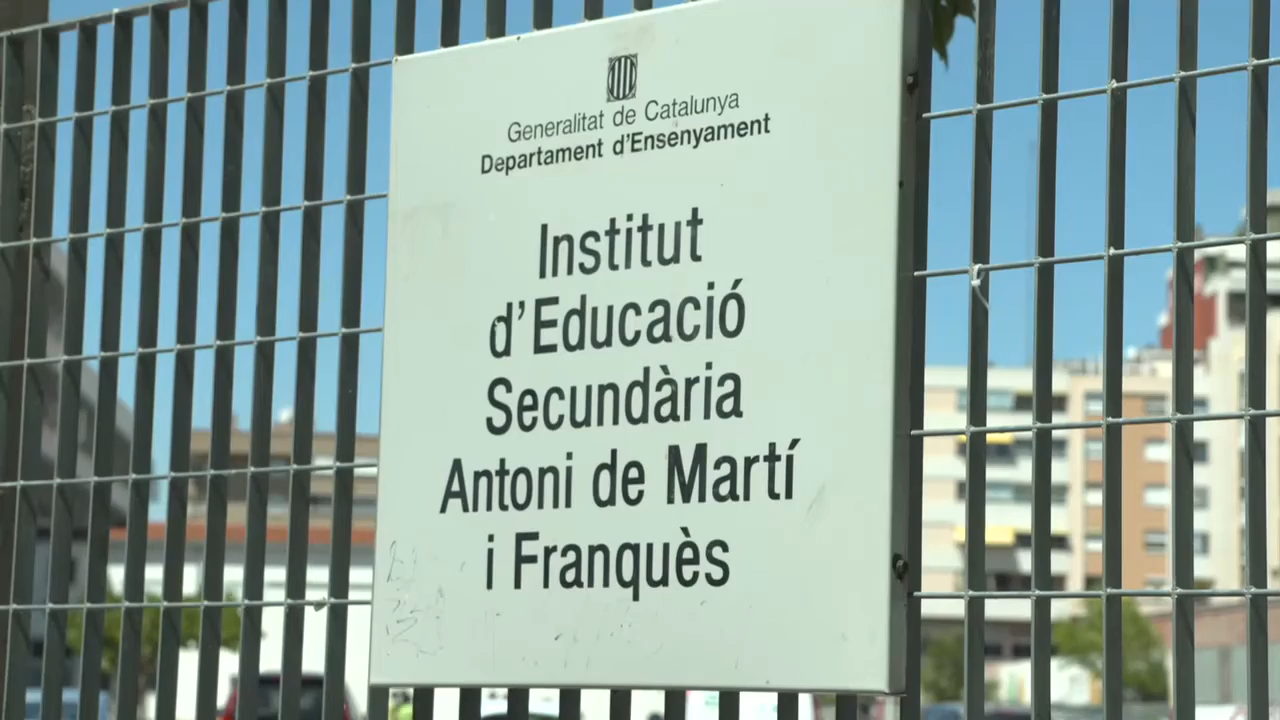 Generalitat de Catalunya
Departament d'Ensenyament
Institut
d'Educació
Secundària
Antoni de Martí
i Franquès